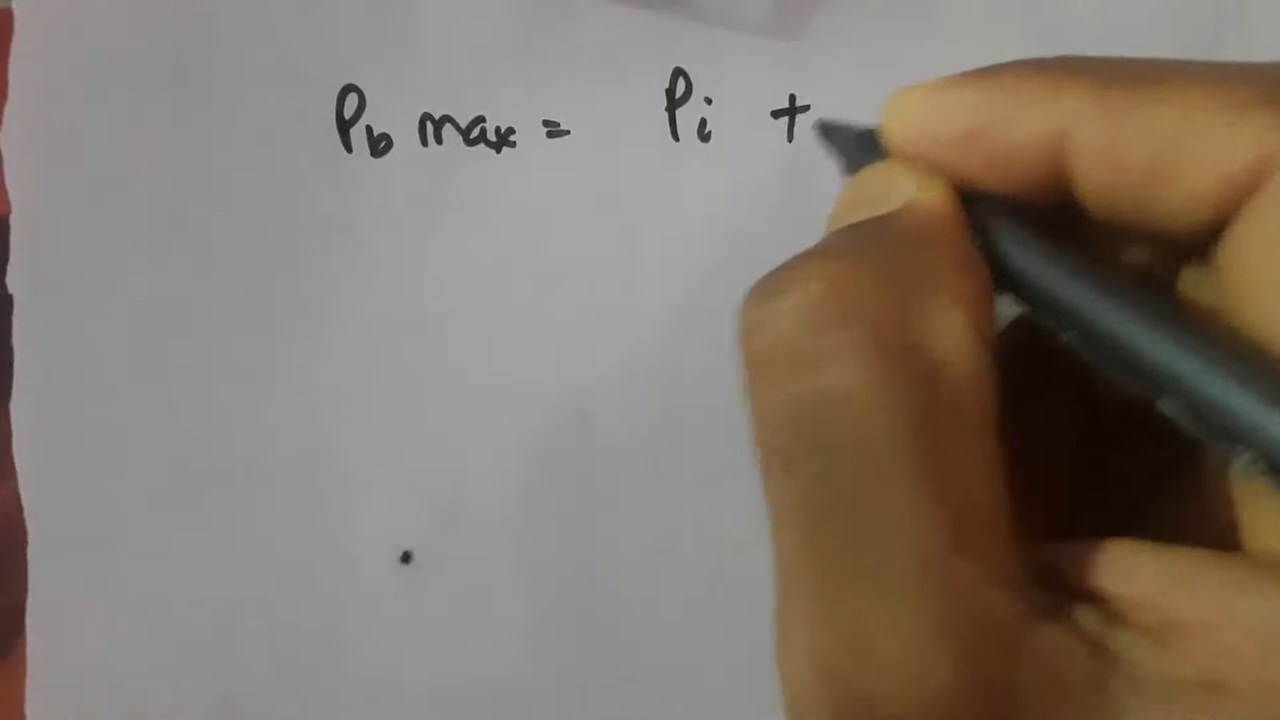 Pb max = Pi +